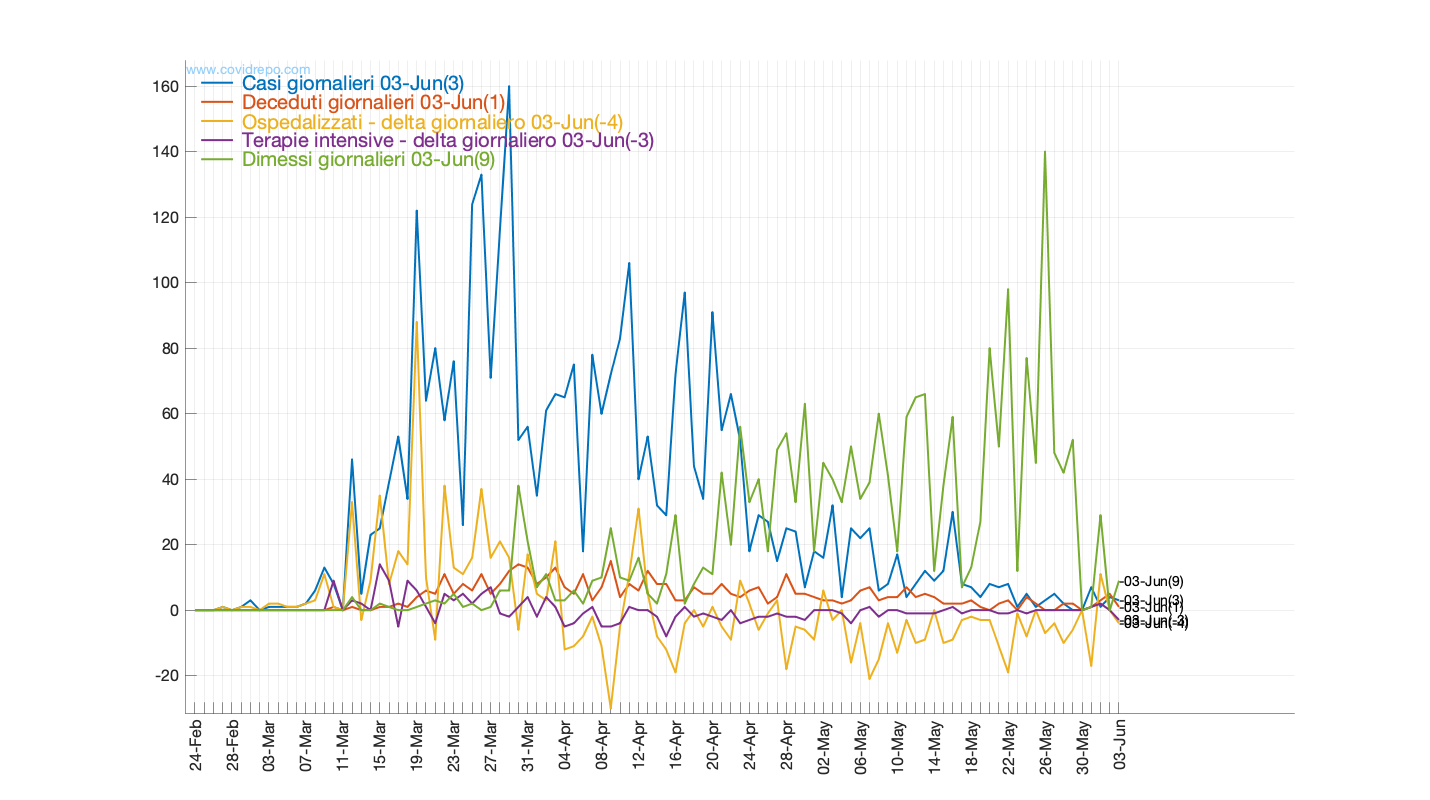 www.covidrepo.com
Casi giornalieri 03-Jun(3)
Deceduti giornalieri 03-Jun(1)
Ospedalizzati - delta giornaliero 03-Jun(-4)
Terapie intensive - delta giornaliero 03-Jun(-3)
Dimessi giornalieri 03-Jun(9)
160
140
120
100
80
60
40
20
0
-20
03-Jun(9)
03-Jun(3)
03-Jun(1)
03-Jun(-3)
03-Jun(-4)
24-Feb
28-Feb
03-Mar
07-Mar
11-Mar
15-Mar
19-Mar
23-Mar
27-Mar
31-Mar
04-Apr
08-Apr
12-Apr
16-Apr
20-Apr
24-Apr
28-Apr
02-May
06-May
10-May
14-May
18-May
22-May
26-May
30-May
03-Jun